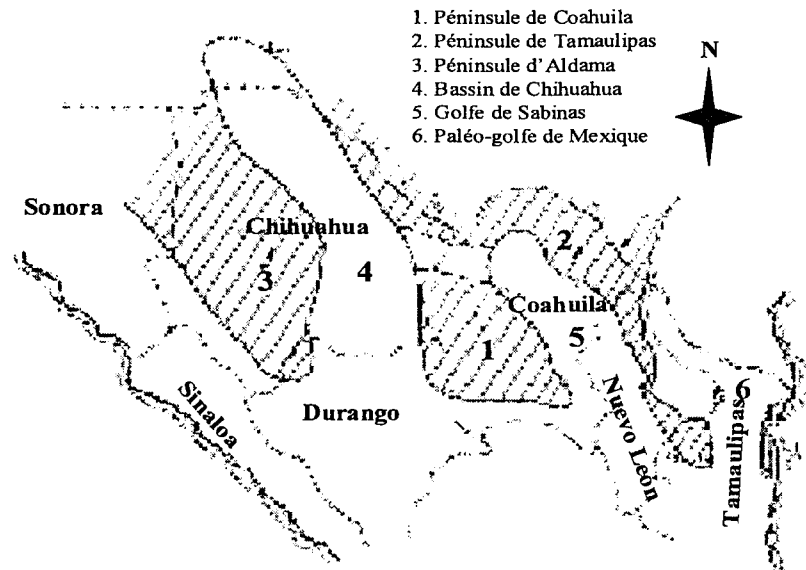 1. Péninsule de Coahuila
2. Péninsule de Tamaulipas
3. Péninsule d'Aldama
4. Bassin de Chihuahua
5. Golfe de Sabinas
6. Paléo-golfe de Mexique
N
Sonora
Chihuahua
3
4
2
Coahuila
1
5
6
Sinaloa
Durango
Nuevo León
Tamaulipas